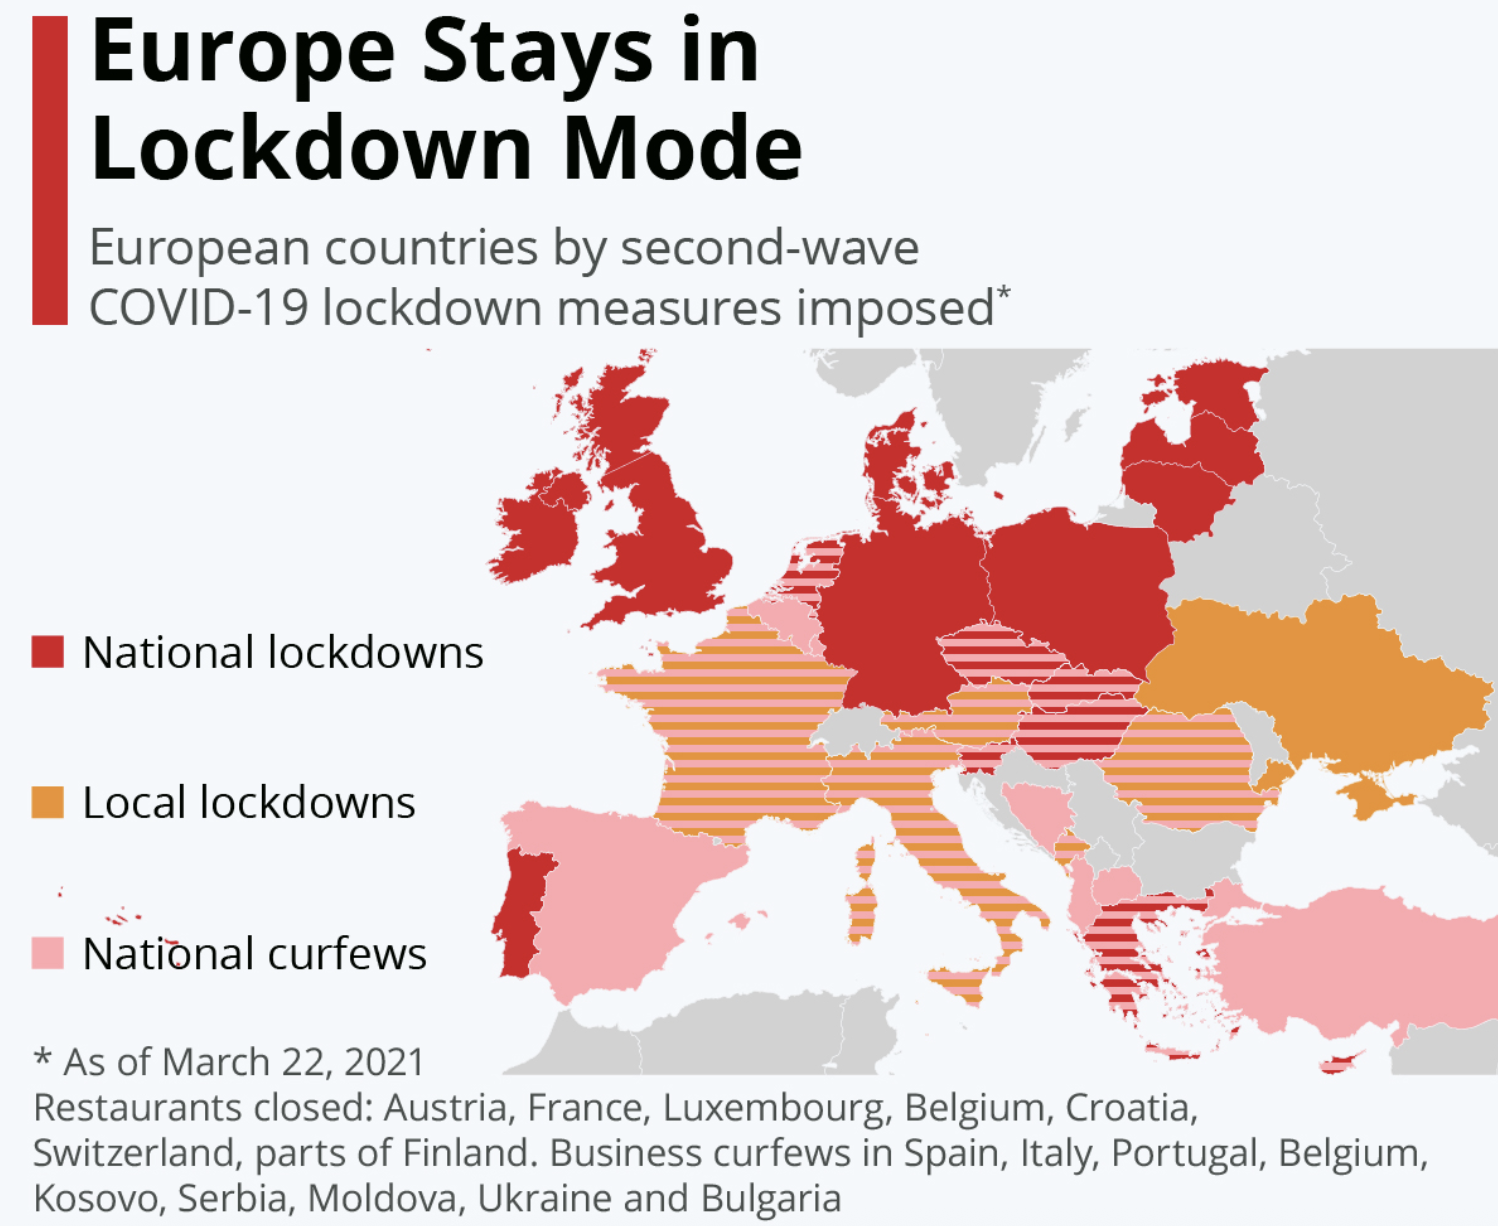 Europe Stays in
Lockdown Mode
European countries by second-wave
COVID-19 lockdown measures imposed*
National lockdowns
Local lockdowns
National curfews
* As of March 22, 2021
Restaurants closed: Austria, France, Luxembourg, Belgium, Croatia,
Switzerland, parts of Finland. Business curfews in Spain, Italy, Portugal, Belgium,
Kosovo, Serbia, Moldova, Ukraine and Bulgaria